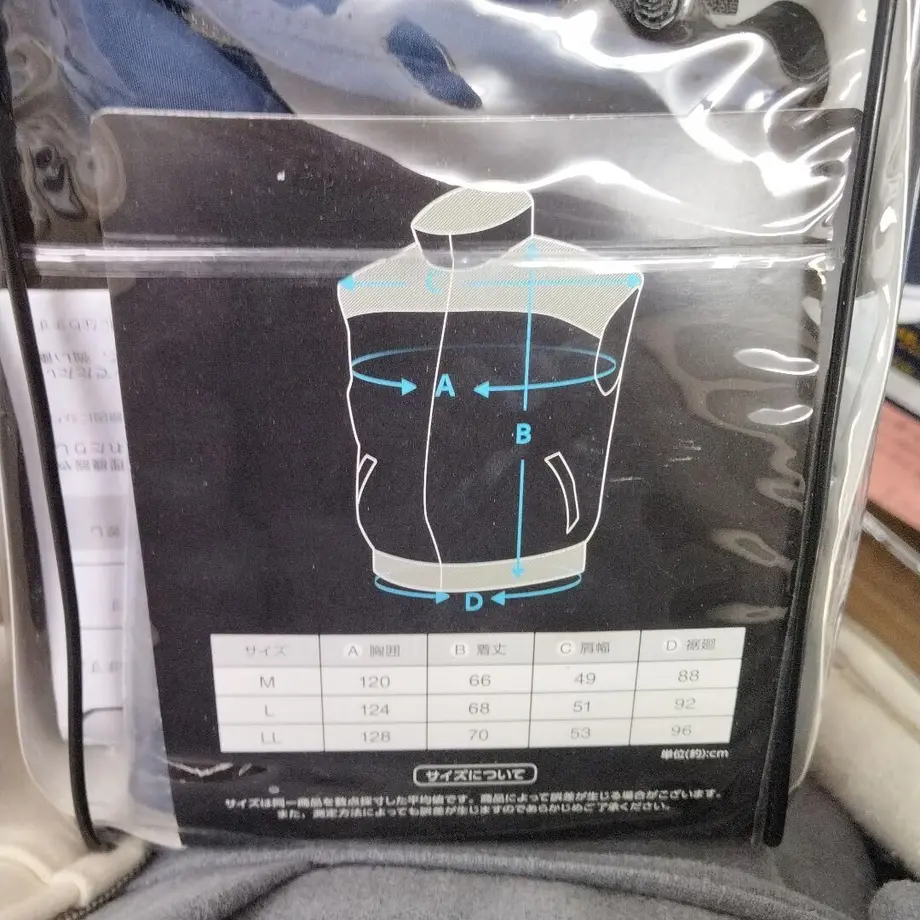 C
A
B
D
サイズ A 胸囲 B 着丈 C 肩幅 D 裾廻
M 120 66 49 88
L 124 68 51 92
LL 128 70 53 96
単位(約):cm
サイズについて
サイズは同一商品を数点採寸した平均値です。商品によって誤差が生じる場合がございます。
また、測定方法によっても誤差が生じますのであらかじめご了承ください。